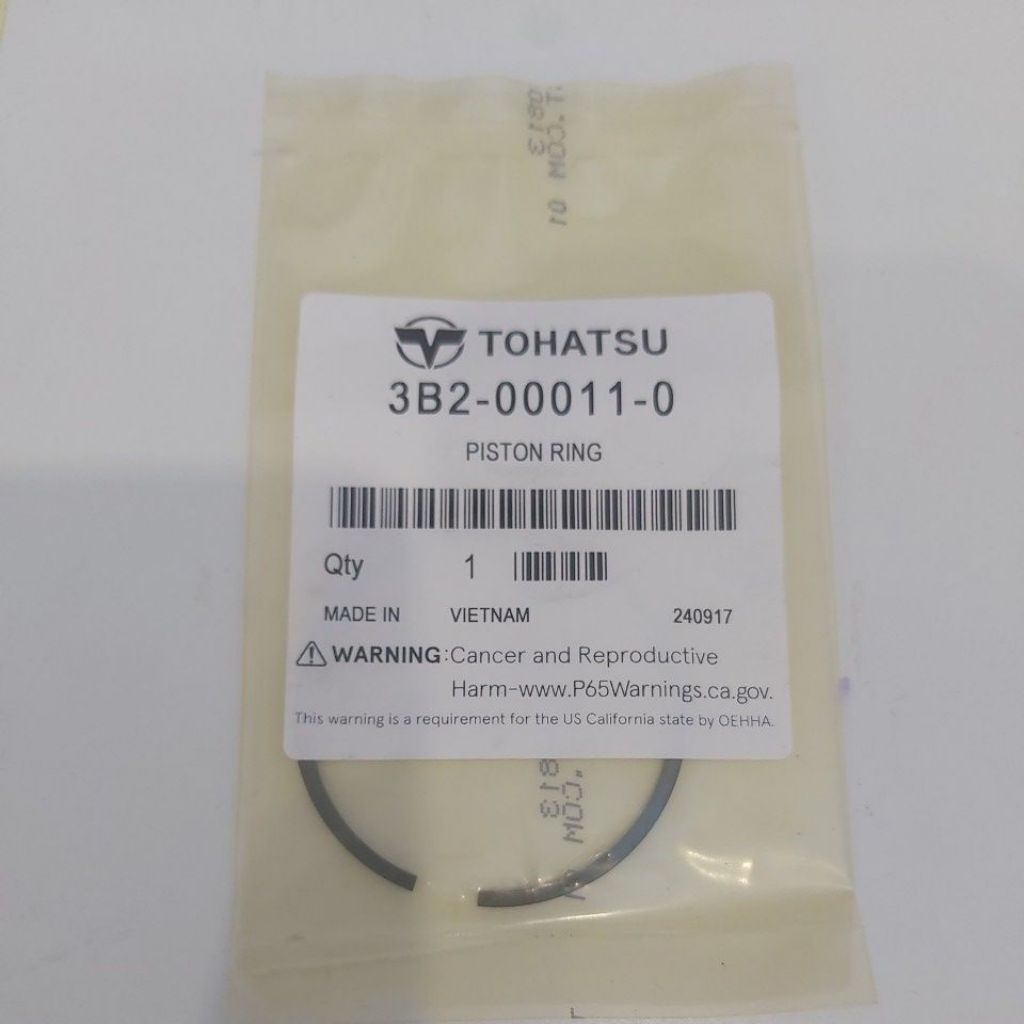 TOHATSU
3B2-00011-0
PISTON RING
Qty 1
MADE IN VIETNAM 240917
WARNING:Cancer and Reproductive
Harm-www.P65Warnings.ca.gov.
This warning is a requirement for the US California state by OEHHA.